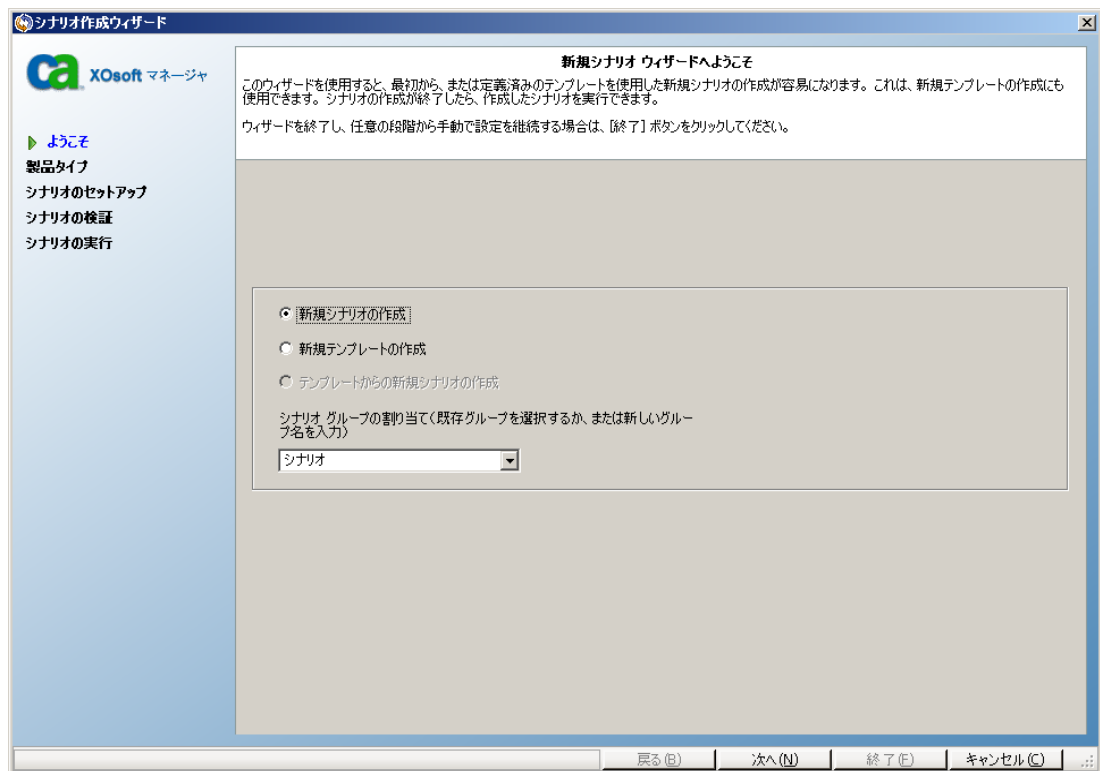 シナリオ作成ウィザード
ca
XOsoft マネージャ
ようこそ
製品タイプ
シナリオのセットアップ
シナリオの検証
シナリオの実行
新規シナリオ ウィザードへようこそ
このウィザードを使用すると、最初から、または定義済みのテンプレートを使用した新規シナリオの作成が容易になります。これは、新規テンプレートの作成にも
使用できます。シナリオの作成が終了したら、作成したシナリオを実行できます。
ウィザードを終了し、任意の段階から手動で設定を継続する場合は、[終了] ボタンをクリックしてください。
新規シナリオの作成
新規テンプレートの作成
テンプレートからの新規シナリオの作成
シナリオ グループの割り当て(既存グループを選択するか、または新しいグルー
プ名を入力)
シナリオ
戻る(B)
次へ(N)
終了(F)
キャンセル(C)